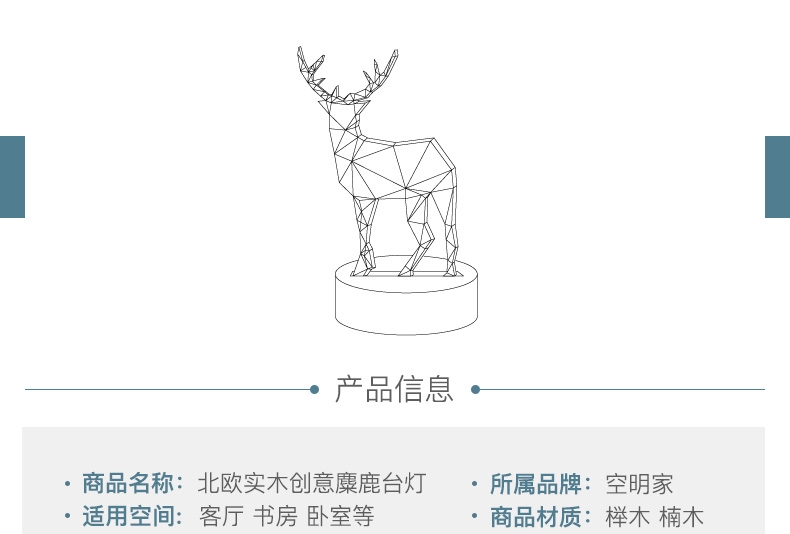 产品信息
• 商品名称：北欧实木创意麋鹿台灯
• 所属品牌：空明家
• 适用空间: 客厅 书房 卧室等
• 商品材质：榉木 楠木